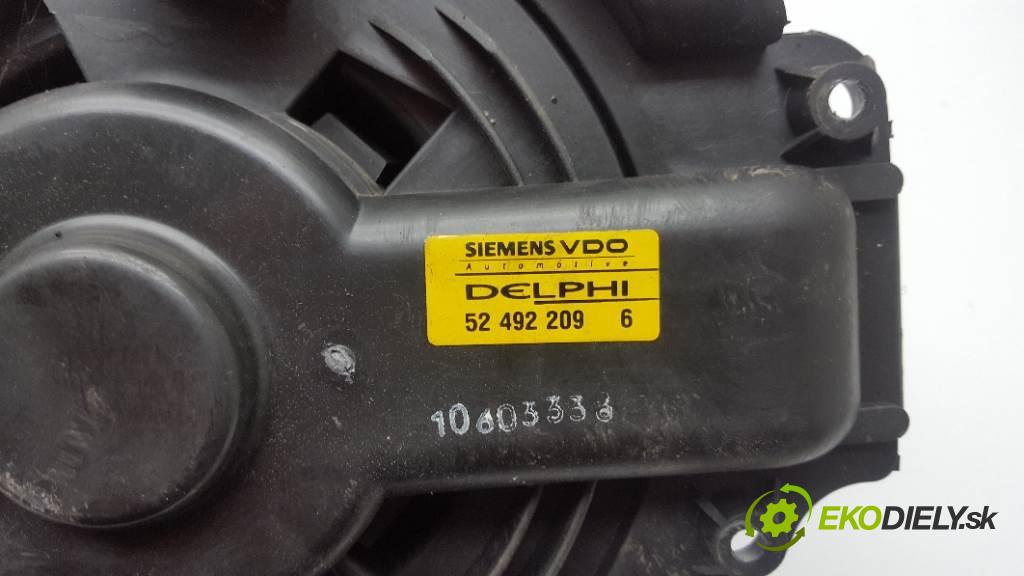 SIEMENS VDO
Automotive
DELPHI
52 492 209 6
10603336
EKODIELY.sk